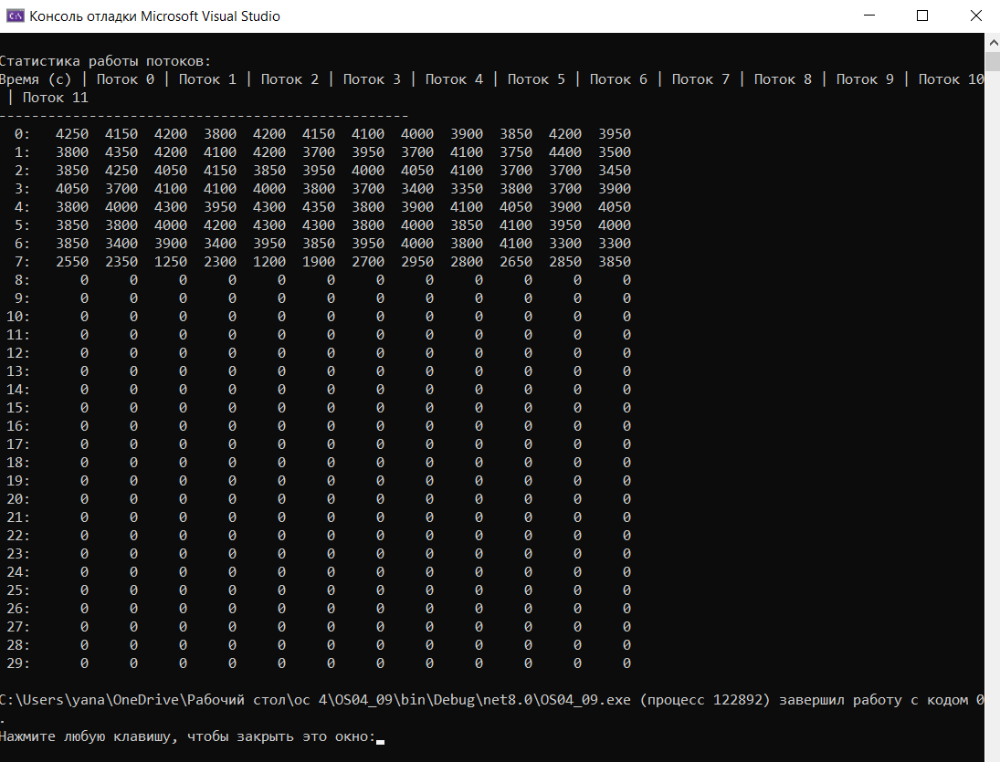 Консоль отладки Microsoft Visual Studio
Статистика работы потоков:
Время (с) | Поток 0 | Поток 1 | Поток 2 | Поток 3 | Поток 4 | Поток 5 | Поток 6 | Поток 7 | Поток 8 | Поток 9 | Поток 10
| Поток 11
--------------------------------------------------
0: 4250 4150 4200 3800 4200 4150 4100 4000 3900 3850 4200 3950
1: 3800 4350 4200 4100 4200 3700 3950 3700 4100 3750 4400 3500
2: 3850 4250 4050 4150 3850 3950 4000 4050 4100 3700 3700 3450
3: 4050 3700 4100 4100 4000 3800 3700 3400 3350 3800 3700 3900
4: 3800 4000 4300 3950 4300 4350 3800 3900 4100 4050 3900 4050
5: 3850 3800 4000 4200 4300 4300 3800 4000 3850 4100 3950 4000
6: 3850 3400 3900 3400 3950 3850 3950 4000 3800 4100 3300 3300
7: 2550 2350 1250 2300 1200 1900 2700 2950 2800 2650 2850 3850
8: 0 0 0 0 0 0 0 0 0 0 0 0
9: 0 0 0 0 0 0 0 0 0 0 0 0
10: 0 0 0 0 0 0 0 0 0 0 0 0
11: 0 0 0 0 0 0 0 0 0 0 0 0
12: 0 0 0 0 0 0 0 0 0 0 0 0
13: 0 0 0 0 0 0 0 0 0 0 0 0
14: 0 0 0 0 0 0 0 0 0 0 0 0
15: 0 0 0 0 0 0 0 0 0 0 0 0
16: 0 0 0 0 0 0 0 0 0 0 0 0
17: 0 0 0 0 0 0 0 0 0 0 0 0
18: 0 0 0 0 0 0 0 0 0 0 0 0
19: 0 0 0 0 0 0 0 0 0 0 0 0
20: 0 0 0 0 0 0 0 0 0 0 0 0
21: 0 0 0 0 0 0 0 0 0 0 0 0
22: 0 0 0 0 0 0 0 0 0 0 0 0
23: 0 0 0 0 0 0 0 0 0 0 0 0
24: 0 0 0 0 0 0 0 0 0 0 0 0
25: 0 0 0 0 0 0 0 0 0 0 0 0
26: 0 0 0 0 0 0 0 0 0 0 0 0
27: 0 0 0 0 0 0 0 0 0 0 0 0
28: 0 0 0 0 0 0 0 0 0 0 0 0
29: 0 0 0 0 0 0 0 0 0 0 0 0
C:\Users\yana\OneDrive\Рабочий стол\ос 4\OS04_09\bin\Debug\net8.0\OS04_09.exe (процесс 122892) завершил работу с кодом 0
.
Нажмите любую клавишу, чтобы закрыть это окно: